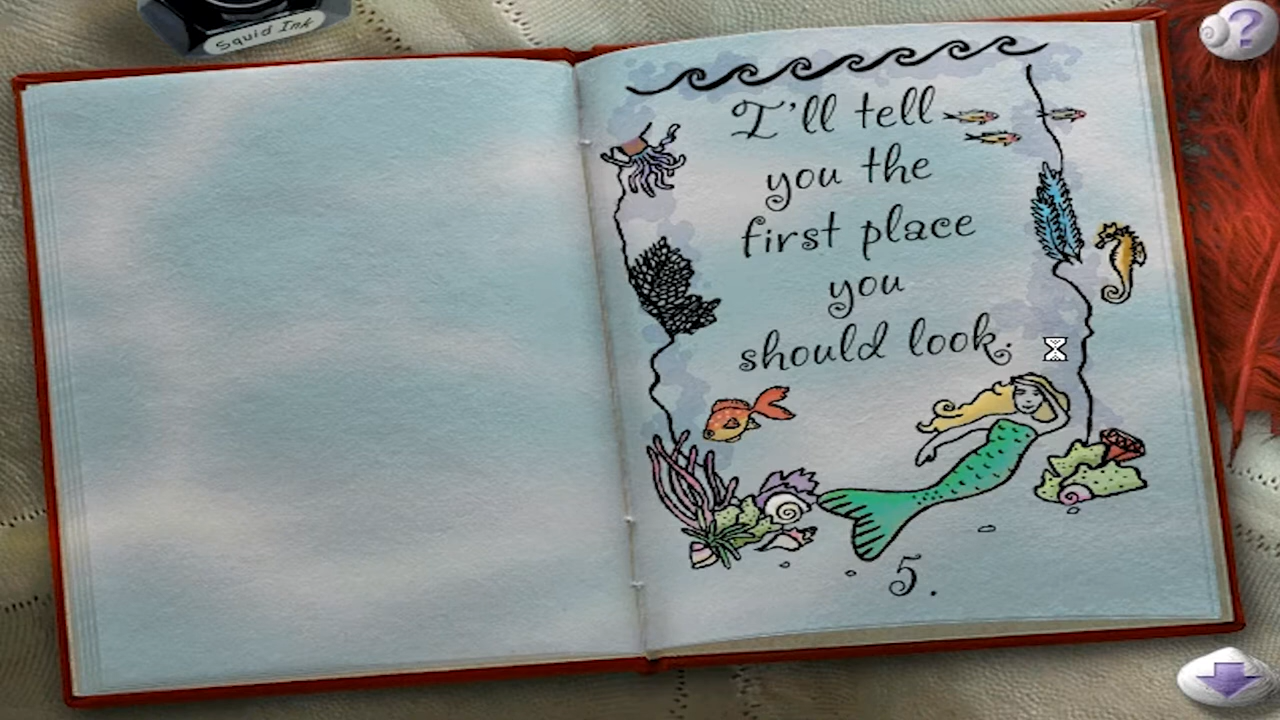 Squid Ink
?
I'll tell
you the
first place
you
should look.
5.